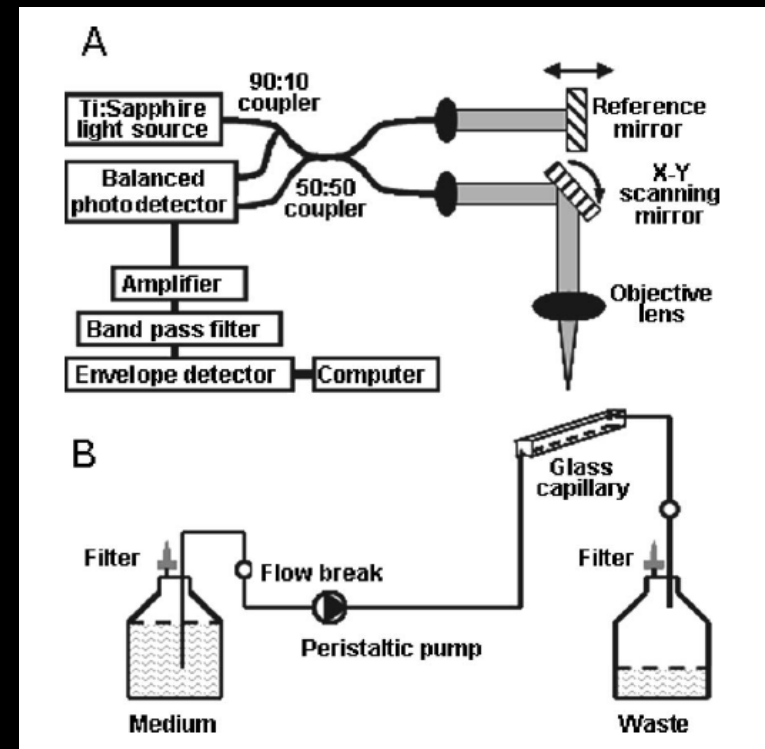 A
90:10
coupler
Ti:Sapphire
light source
Reference
mirror
Balanced
photodetector
50:50
coupler
X-Y
scanning
mirror
Amplifier
Objective
lens
Band pass filter
Envelope detector
Computer
B
Glass
capillary
Filter
Flow break
Filter
Peristaltic pump
Medium
Waste